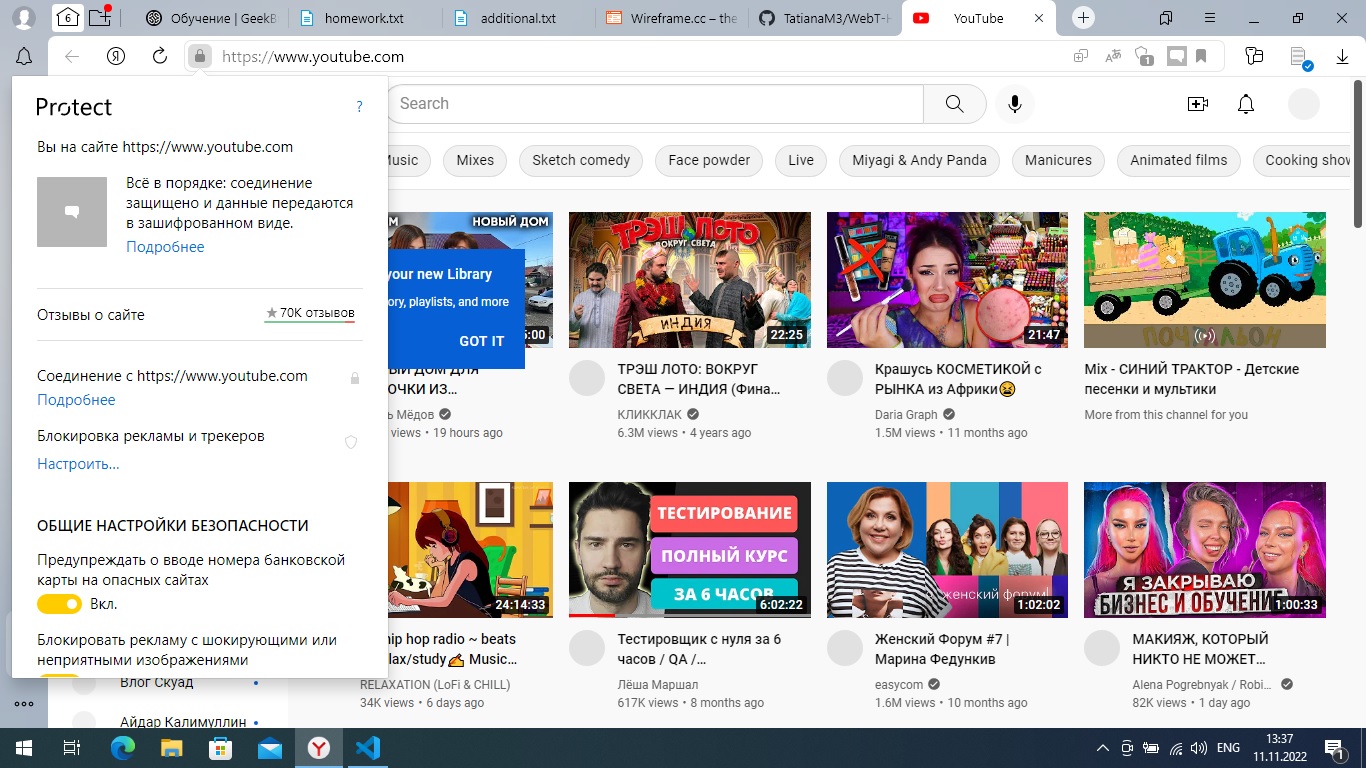 Обучение | GeekB
homework.txt
additional.txt
Wireframe.cc – the
TatianaM3/WebT-H
YouTube
https://www.youtube.com
1
Protect
?
Вы на сайте https://www.youtube.com
Всё в порядке: соединение
защищено и данные передаются
в зашифрованном виде.
Подробнее
Отзывы о сайте
70K отзывов
Соединение с https://www.youtube.com
Подробнее
Блокировка рекламы и трекеров
Настроить...
ОБЩИЕ НАСТРОЙКИ БЕЗОПАСНОСТИ
Предупреждать о вводе номера банковской
карты на опасных сайтах
Вкл.
Блокировать рекламу с шокирующими или
неприятными изображениями
Влог Скуад
Айдар Калимуллин
Search
Music
Mixes
Sketch comedy
Face powder
Live
Miyagi & Andy Panda
Manicures
Animated films
Cooking show
НОВЫЙ ДОМ
your new Library
ory, playlists, and more
GOT IT
5:00
ЫЙ ДОМ ДЛЯ
ОЧКИ ИЗ...
ь Мёдов
views • 19 hours ago
ТРЭШ ЛОТО
ВОКРУГ СВЕТА
ИНДИЯ
22:25
ТРЭШ ЛОТО: ВОКРУГ
СВЕТА — ИНДИЯ (Фина...
КЛИККЛАК
6.3M views • 4 years ago
21:47
Крашусь КОСМЕТИКОЙ с
РЫНКА из Африки😫
Daria Graph
1.5M views • 11 months ago
Mix - СИНИЙ ТРАКТОР - Детские
песенки и мультики
More from this channel for you
24:14:33
hip hop radio ~ beats
lax/study✍ Music...
RELAXATION (LoFi & CHILL)
34K views • 6 days ago
ТЕСТИРОВАНИЕ
ПОЛНЫЙ КУРС
ЗА 6 ЧАСОВ
6:02:22
Тестировщик с нуля за 6
часов / QA /...
Лёша Маршал
617K views • 8 months ago
женский форум!
1:02:02
Женский Форум #7 |
Марина Федункив
easycom
1.6M views • 10 months ago
Я ЗАКРЫВАЮ
БИЗНЕС И ОБУЧЕНИЕ
1:00:33
МАКИЯЖ, КОТОРЫЙ
НИКТО НЕ МОЖЕТ...
Alena Pogrebnyak / Robi...
82K views • 1 day ago
ENG
13:37
11.11.2022
1